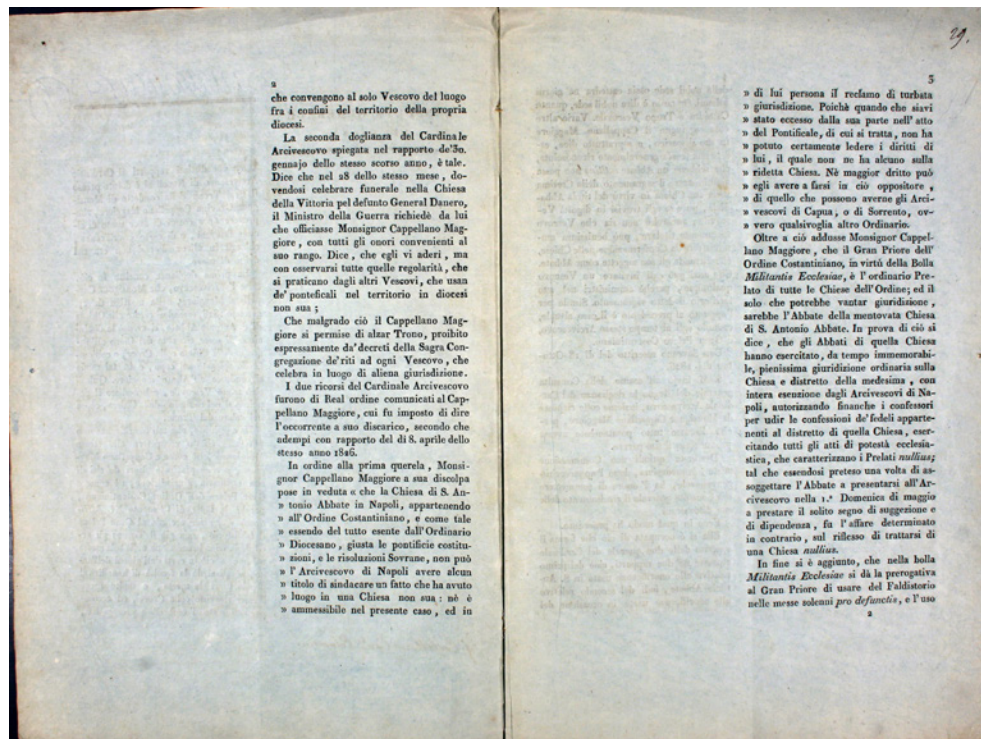 2
che convengono al solo Vescovo del luogo
fra i confini del territorio della propria
diocesi.
La seconda doglianza del Cardinale
Arcivescovo spiegata nel rapporto de'30.
gennajo dello stesso scorso anno, è tale.
Dice che nel 28 dello stesso mese, do-
vendosi celebrare funerale nella Chiesa
della Vittoria pel defunto General Danero,
il Ministro della Guerra richiedè da lui
che officiasse Monsignor Cappellano Mag-
giore, con tutti gli onori convenienti al
suo rango. Dice, che egli vi aderì, ma
con osservarsi tutte quelle regolarità, che
si praticano dagli altri Vescovi, che usan
de' ponteficali nel territorio in diocesi
non sua;
Che malgrado ciò il Cappellano Mag-
giore si permise di alzar Trono, proibito
espressamente da' decreti della Sagra Con-
gregazione de' riti ad ogni Vescovo, che
celebra in luogo di aliena giurisdizione.
I due ricorsi del Cardinale Arcivescovo
furono di Real ordine comunicati al Cap-
pellano Maggiore, cui fu imposto di dire
l'occorrente a suo discarico, secondo che
adempì con rapporto del dì 8. aprile dello
stesso anno 1826.
In ordine alla prima querela, Monsi-
gnor Cappellano Maggiore a sua discolpa
pose in veduta « che la Chiesa di S. An-
» tonio Abbate in Napoli, appartenendo
» all'Ordine Costantiniano, e come tale
» essendo del tutto esente dall'Ordinario
» Diocesano, giusta le pontificie costitu-
» zioni, e le risoluzioni Sovrane, non può
» l'Arcivescovo di Napoli avere alcun
» titolo di sindacare un fatto che ha avuto
» luogo in una Chiesa non sua: nè è
» ammessibile nel presente caso, ed in
29.
3
» di lui persona il reclamo di turbata
» giurisdizione. Poichè quando che siavi
» stato eccesso dalla sua parte nell'atto
» del Pontificale, di cui si tratta, non ha
» potuto certamente ledere i diritti di
» lui, il quale non ne ha alcuno sulla
» ridetta Chiesa. Nè maggior dritto può
» egli avere a farsi in ciò oppositore,
» di quello che possono averne gli Arci-
» vescovi di Capua, o di Sorrento, ov-
» vero qualsivoglia altro Ordinario.
Oltre a ciò addusse Monsignor Cappel-
lano Maggiore, che il Gran Priore dell'
Ordine Costantiniano, in virtù della Bolla
Militantis Ecclesiae, è l'ordinario Pre-
lato di tutte le Chiese dell'Ordine; ed il
solo che potrebbe vantar giuridizione,
sarebbe l'Abbate della mentovata Chiesa
di S. Antonio Abbate. In prova di ciò si
dice, che gli Abbati di quella Chiesa
hanno esercitato, da tempo immemorabi-
le, pienissima giuridizione ordinaria sulla
Chiesa e distretto della medesima, con
intera esenzione dagli Arcivescovi di Na-
poli, autorizzando finanche i confessori
per udir le confessioni de'fedeli apparte-
nenti al distretto di quella Chiesa, eser-
citando tutti gli atti di potestà ecclesia-
stica, che caratterizzano i Prelati nullius;
tal che essendosi preteso una volta di as-
soggettare l'Abbate a presentarsi all'Ar-
civescovo nella 1.ª Domenica di maggio
a prestare il solito segno di suggezione e
di dipendenza, fu l'affare determinato
in contrario, sul riflesso di trattarsi di
una Chiesa nullius.
In fine si è aggiunto, che nella bolla
Militantis Ecclesiae si dà la prerogativa
al Gran Priore di usare del Faldistorio
nelle messe solenni pro defunctis, e l'uso
2